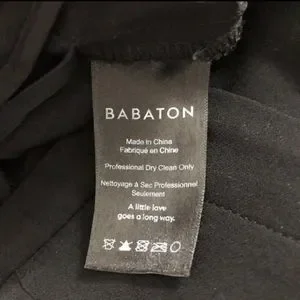 BABATON
Made in China
Fabriqué en Chine
Professional Dry Clean Only
Nettoyage à Sec Professionnel
Seulement
A little love
goes a long way.